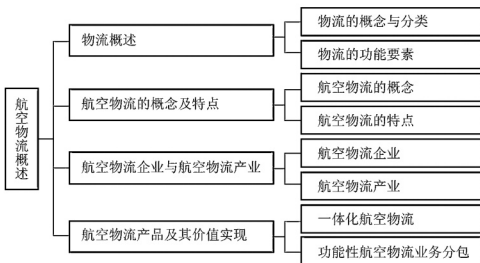 航空物流概述
物流概述
物流的概念与分类
物流的功能要素
航空物流的概念及特点
航空物流的概念
航空物流的特点
航空物流企业与航空物流产业
航空物流企业
航空物流产业
航空物流产品及其价值实现
一体化航空物流
功能性航空物流业务分包